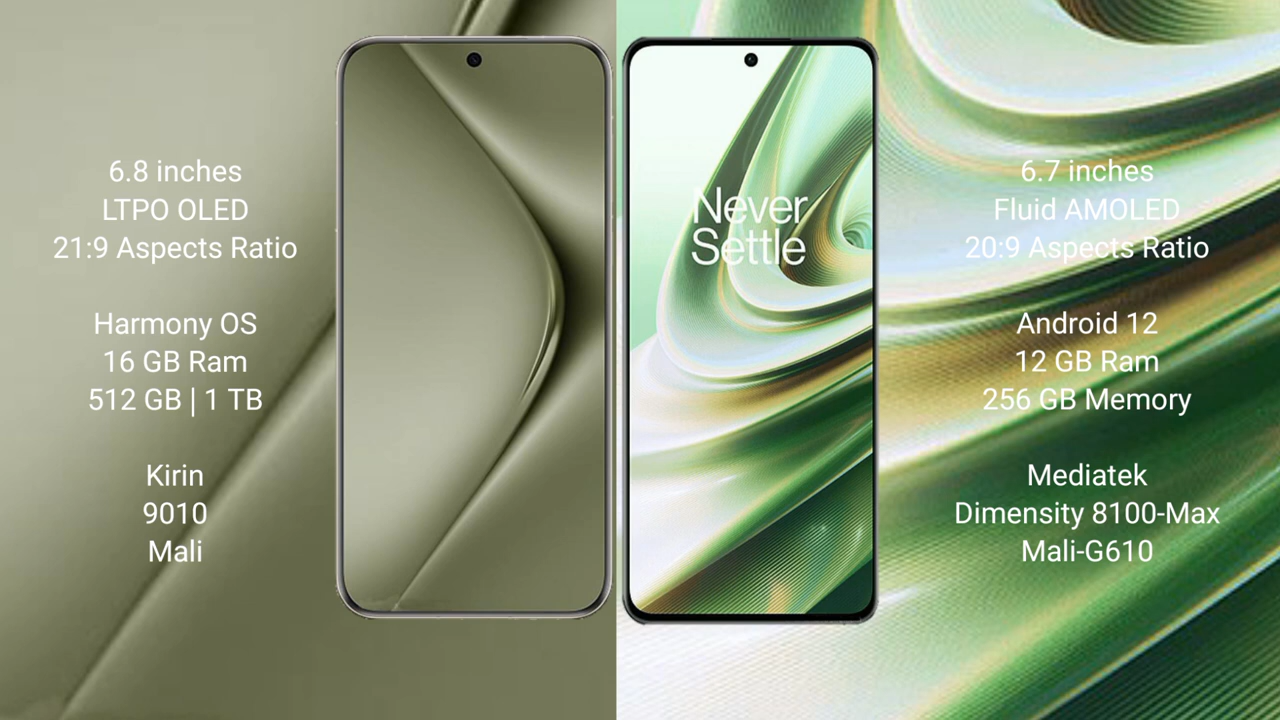 6.8 inches
LTPO OLED
21:9 Aspects Ratio
Harmony OS
16 GB Ram
512 GB | 1 TB
Kirin
9010
Mali
Never
Settle
6.7 inches
Fluid AMOLED
20:9 Aspects Ratio
Android 12
12 GB Ram
256 GB Memory
Mediatek
Dimensity 8100-Max
Mali-G610